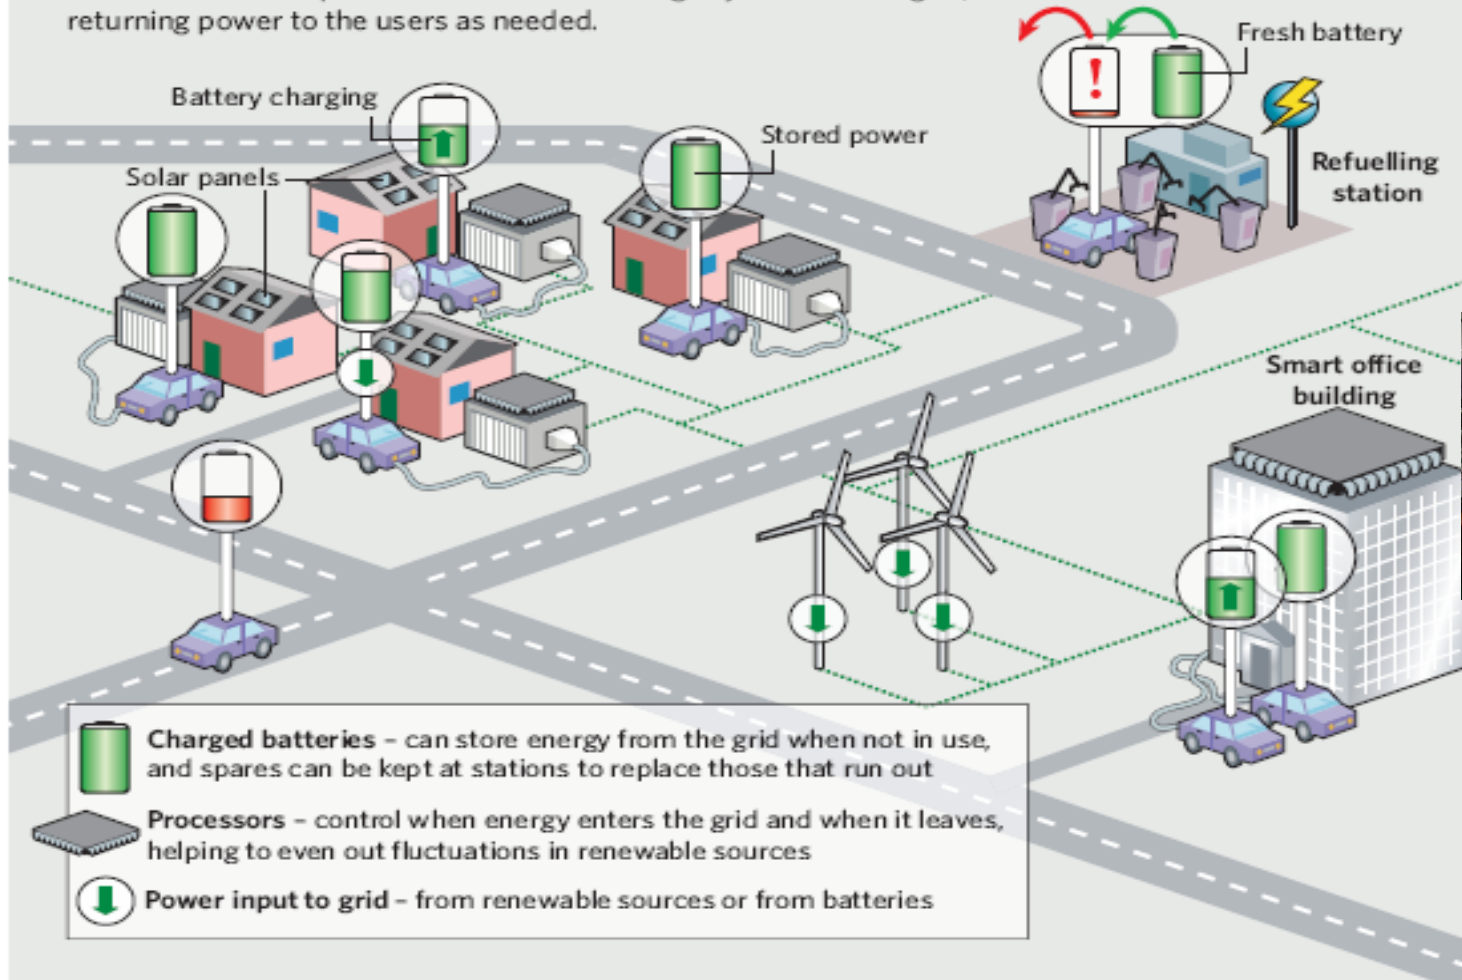 returning power to the users as needed.
Fresh battery
Battery charging
Stored power
Solar panels
Refuelling
station
Smart office
building
Charged batteries – can store energy from the grid when not in use,
and spares can be kept at stations to replace those that run out
Processors – control when energy enters the grid and when it leaves,
helping to even out fluctuations in renewable sources
Power input to grid – from renewable sources or from batteries